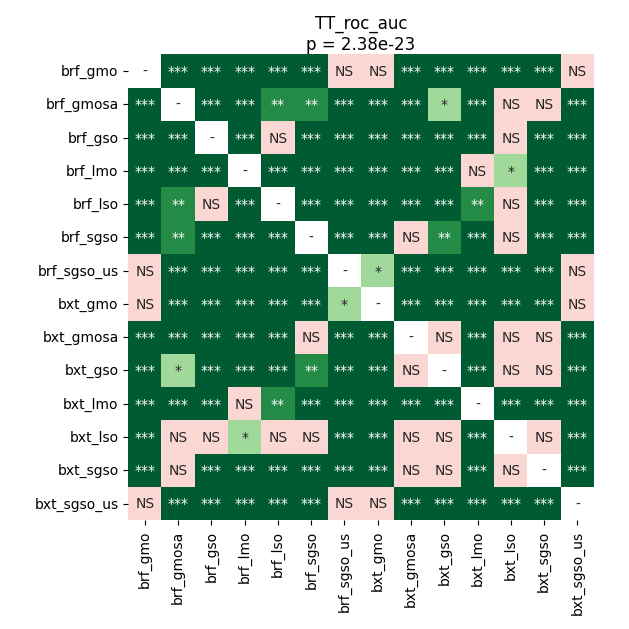 TT_roc_auc
p = 2.38e-23
brf_gmo - *** *** *** *** *** NS NS *** *** *** *** *** NS
brf_gmosa *** - *** *** ** ** *** *** *** * *** NS NS ***
brf_gso *** *** - *** NS *** *** *** *** *** *** NS *** ***
brf_lmo *** *** *** - *** *** *** *** *** *** NS * *** ***
brf_lso *** ** NS *** - *** *** *** *** *** ** NS *** ***
brf_sgso *** ** *** *** *** - *** *** NS ** *** NS *** ***
brf_sgso_us NS *** *** *** *** *** - * *** *** *** *** *** NS
bxt_gmo NS *** *** *** *** *** * - *** *** *** *** *** NS
bxt_gmosa *** *** *** *** *** NS *** *** - NS *** NS NS ***
bxt_gso *** * *** *** *** ** *** *** NS - *** NS NS ***
bxt_lmo *** *** *** NS ** *** *** *** *** *** - *** *** ***
bxt_lso *** NS NS * NS NS *** *** NS NS *** - NS ***
bxt_sgso *** NS *** *** *** *** *** *** NS NS *** NS - ***
bxt_sgso_us NS *** *** *** *** *** NS NS *** *** *** *** *** -
brf_gmo brf_gmosa brf_gso brf_lmo brf_lso brf_sgso brf_sgso_us bxt_gmo bxt_gmosa bxt_gso bxt_lmo bxt_lso bxt_sgso bxt_sgso_us